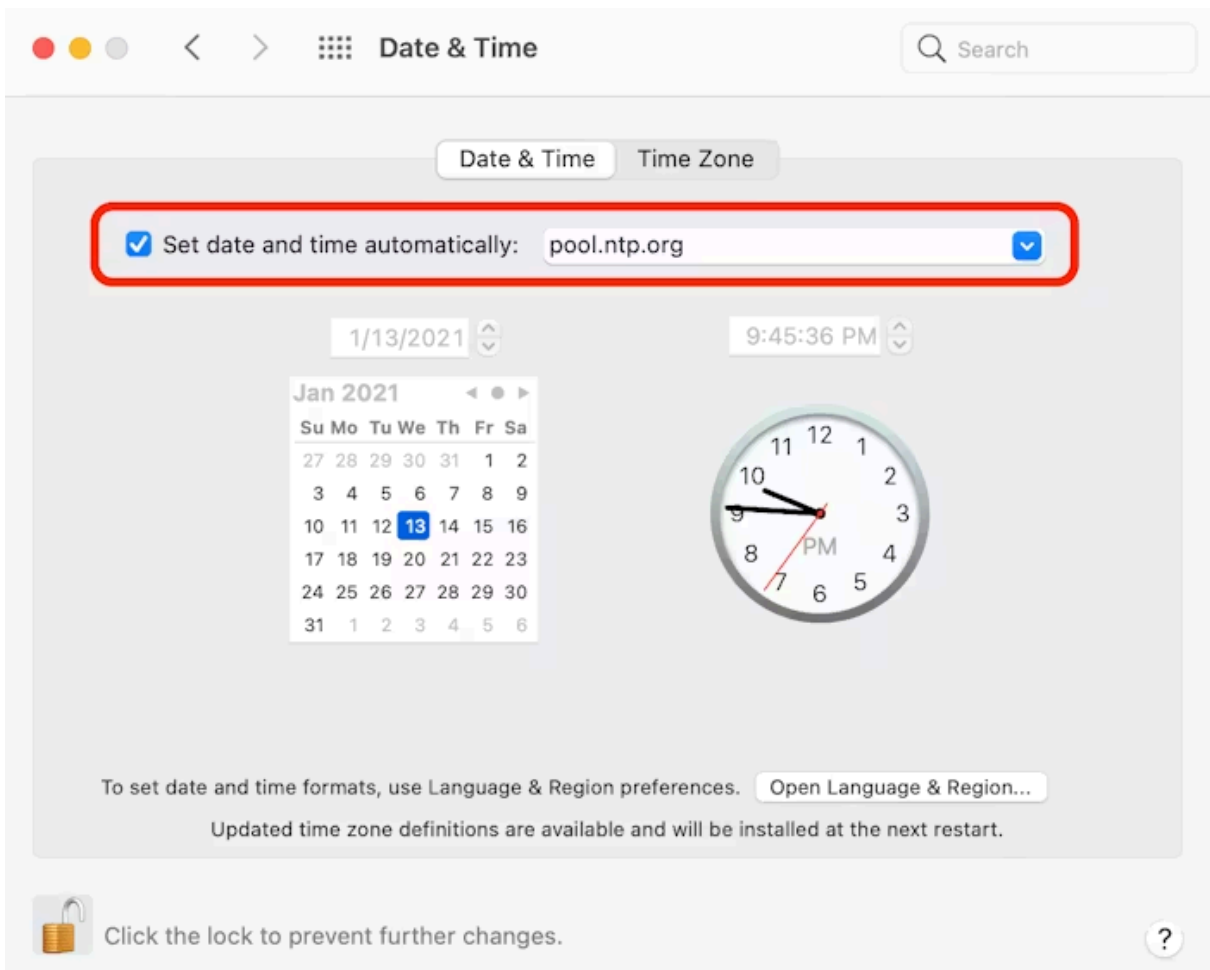 Date & Time
Search
Date & Time
Time Zone
Set date and time automatically:
pool.ntp.org
1/13/2021
9:45:36 PM
Jan 2021
Su Mo Tu We Th Fr Sa
27 28 29 30 31 1 2
3 4 5 6 7 8 9
10 11 12 13 14 15 16
17 18 19 20 21 22 23
24 25 26 27 28 29 30
31 1 2 3 4 5 6
12
11
1
10
2
9
3
8
PM
4
7
5
6
To set date and time formats, use Language & Region preferences.
Open Language & Region...
Updated time zone definitions are available and will be installed at the next restart.
Click the lock to prevent further changes.
?